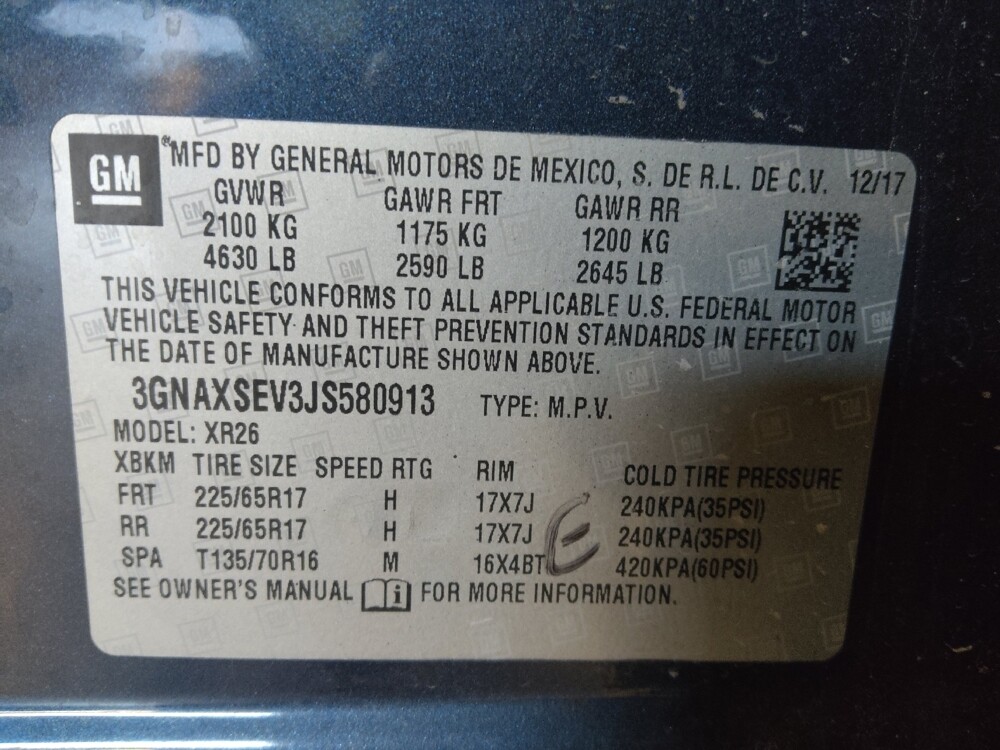 GM
MFD BY GENERAL MOTORS DE MEXICO, S. DE R.L. DE C.V. 12/17
GVWR GAWR FRT GAWR RR
2100 KG 1175 KG 1200 KG
4630 LB 2590 LB 2645 LB
THIS VEHICLE CONFORMS TO ALL APPLICABLE U.S. FEDERAL MOTOR
VEHICLE SAFETY AND THEFT PREVENTION STANDARDS IN EFFECT ON
THE DATE OF MANUFACTURE SHOWN ABOVE.
3GNAXSEV3JS580913 TYPE: M.P.V.
MODEL: XR26
XBKM TIRE SIZE SPEED RTG RIM COLD TIRE PRESSURE
FRT 225/65R17 H 17X7J 240KPA(35PSI)
RR 225/65R17 H 17X7J 240KPA(35PSI)
SPA T135/70R16 M 16X4BT 420KPA(60PSI)
E
SEE OWNER'S MANUAL i FOR MORE INFORMATION.